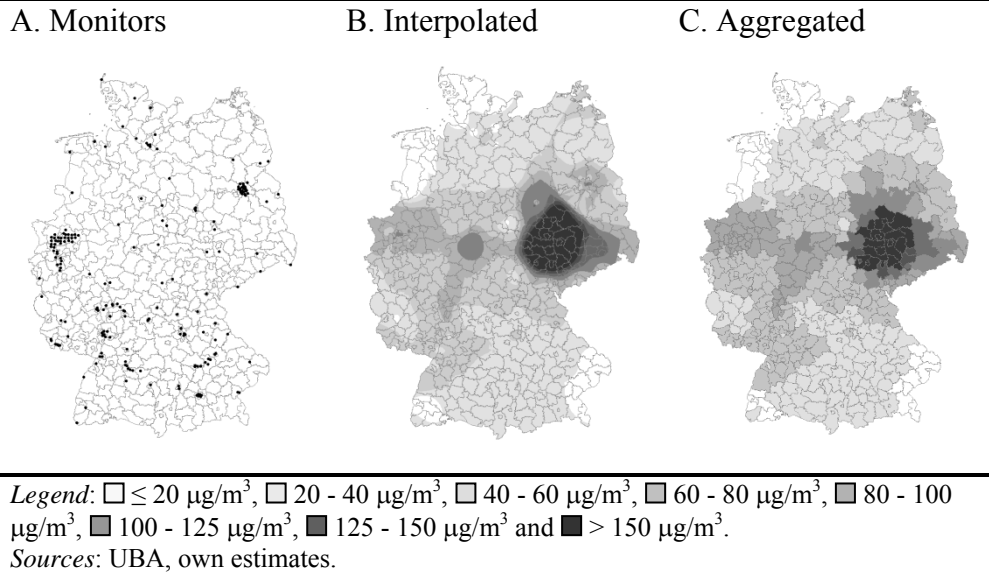 A. Monitors B. Interpolated C. Aggregated
Legend: □ ≤ 20 μg/m³, □ 20 - 40 μg/m³, □ 40 - 60 μg/m³, □ 60 - 80 μg/m³, □ 80 - 100
μg/m³, □ 100 - 125 μg/m³, ■ 125 - 150 μg/m³ and ■ > 150 μg/m³.
Sources: UBA, own estimates.